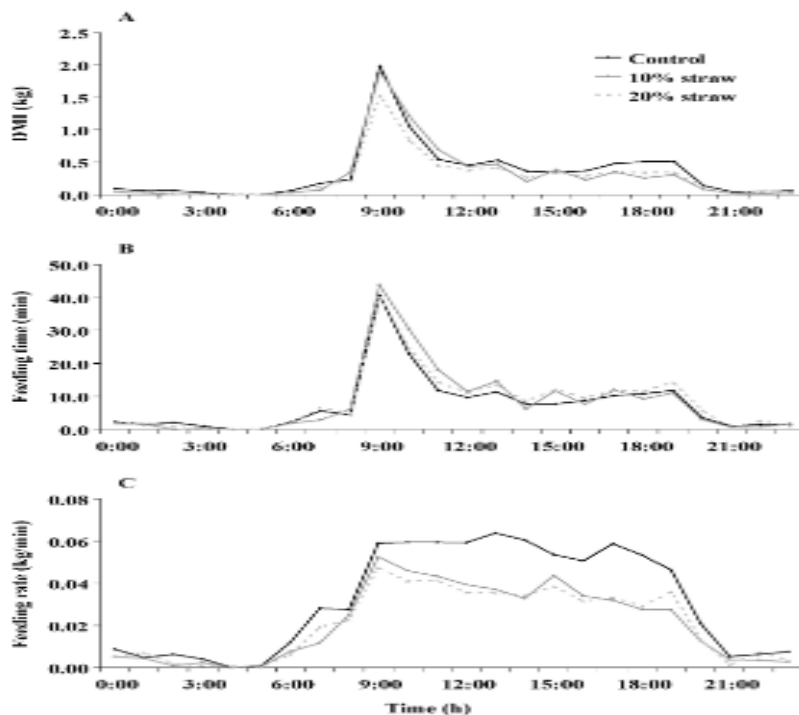 A
2.5
2.0
1.5
1.0
0.5
0.0
DMI (kg)
Control
10% straw
20% straw
0:00 3:00 6:00 9:00 12:00 15:00 18:00 21:00
B
50.0
40.0
30.0
20.0
10.0
0.0
Feeding time (min)
0:00 3:00 6:00 9:00 12:00 15:00 18:00 21:00
C
0.08
0.06
0.04
0.02
0.00
Feeding rate (kg/min)
0:00 3:00 6:00 9:00 12:00 15:00 18:00 21:00
Time (h)